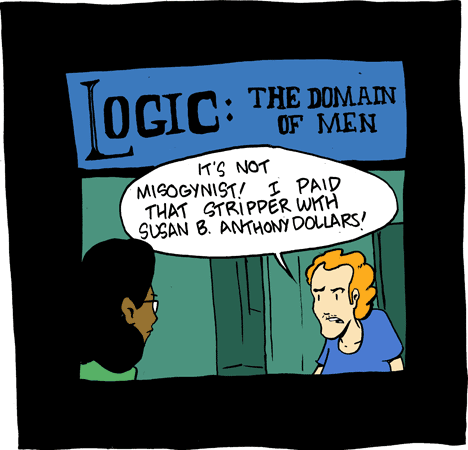 LOGIC: THE DOMAIN
OF MEN
IT'S NOT
MISOGYNIST! I PAID
THAT STRIPPER WITH
SUSAN B. ANTHONY DOLLARS!